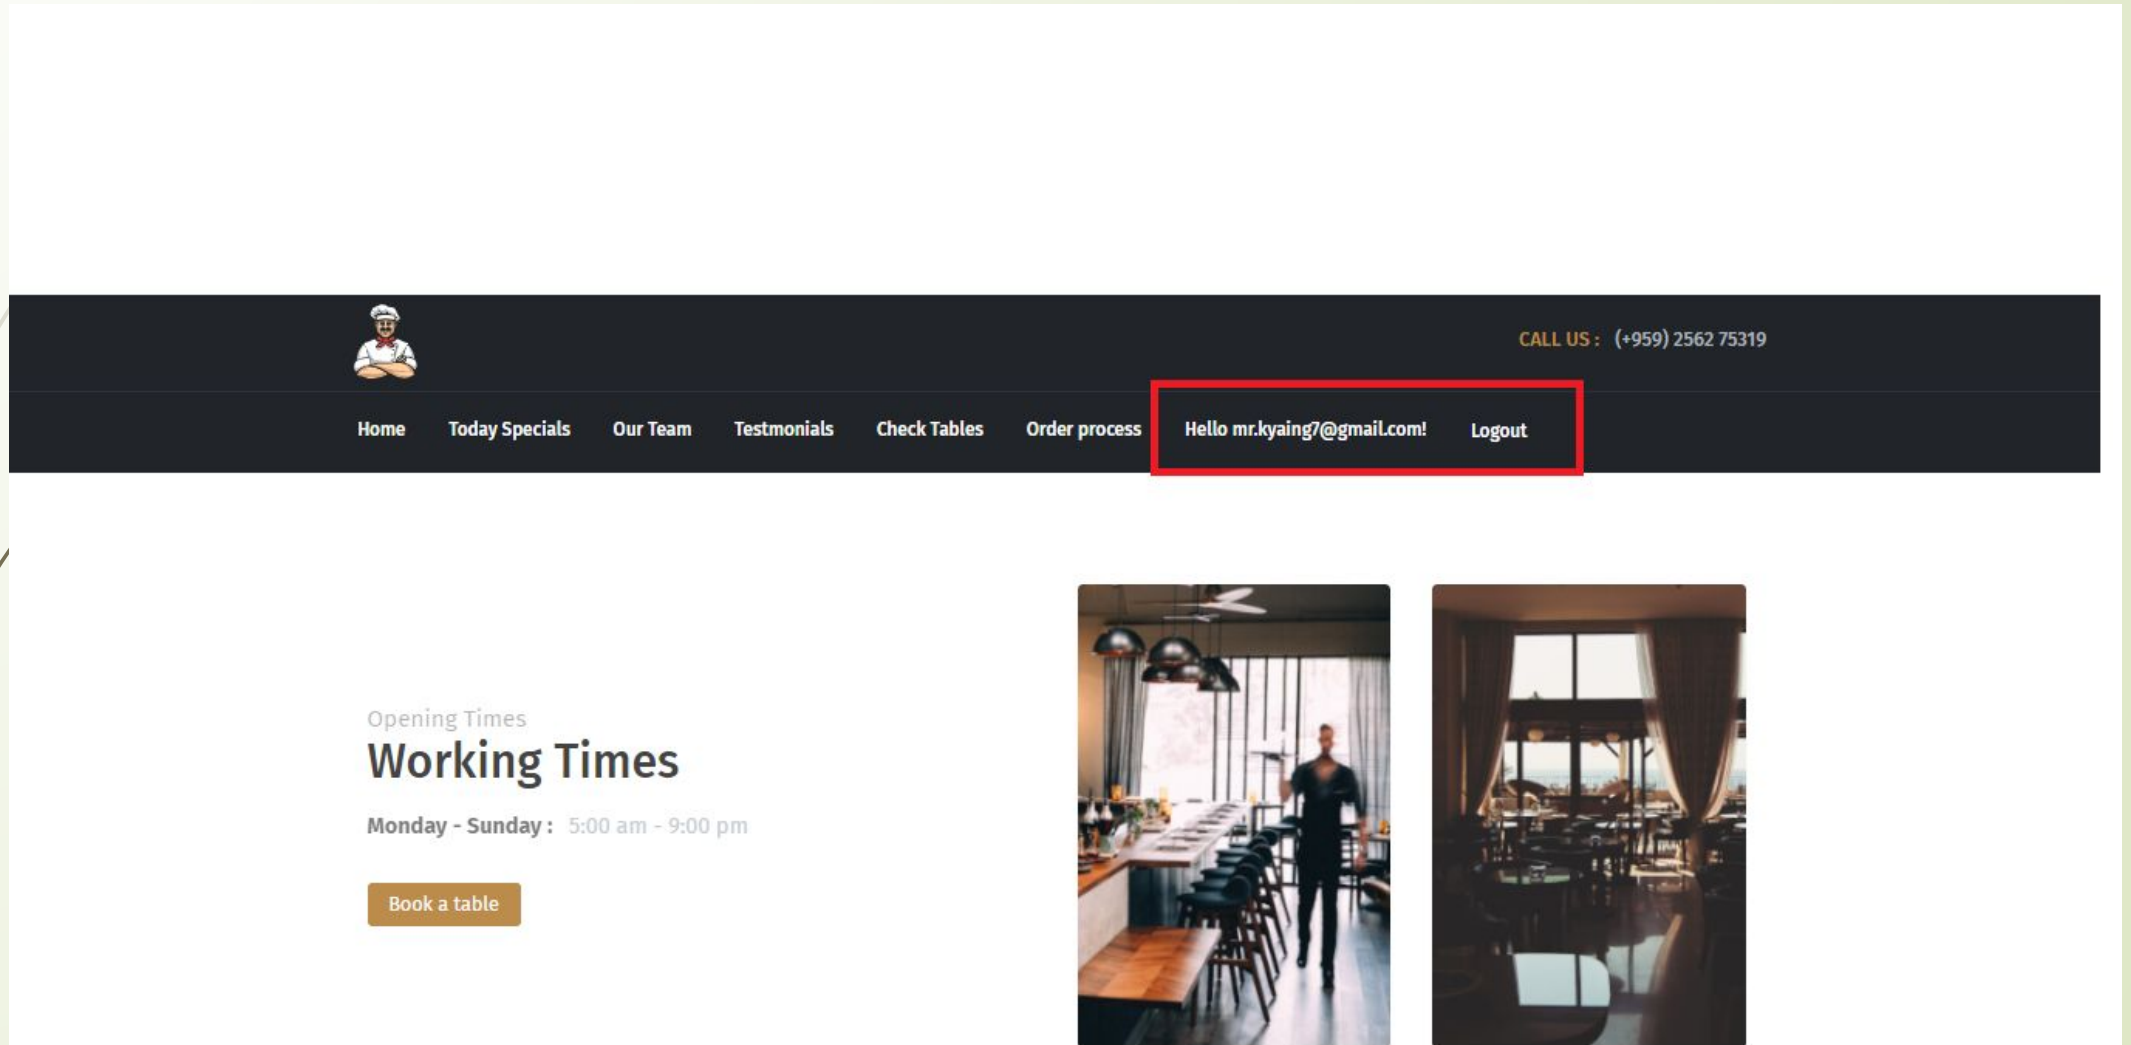 CALL US : (+959) 2562 75319
Home Today Specials Our Team Testmonials Check Tables Order process Hello mr.kyaing7@gmail.com! Logout
Opening Times
Working Times
Monday - Sunday : 5:00 am - 9:00 pm
Book a table